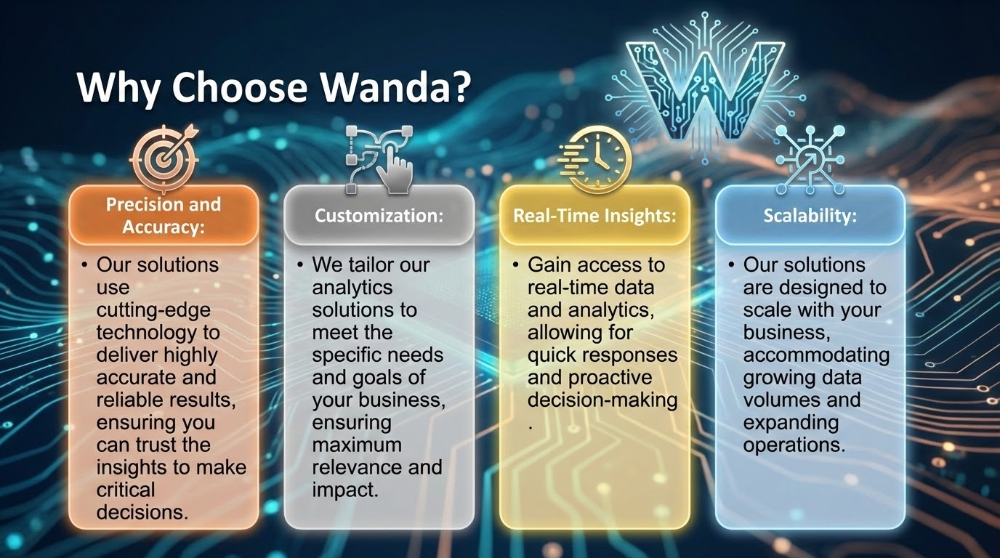 W
Why Choose Wanda?
Precision and
Accuracy:
• Our solutions
use
cutting-edge
technology to
deliver highly
accurate and
reliable results,
ensuring you
can trust the
insights to make
critical
decisions.
Customization:
• We tailor our
analytics
solutions to
meet the
specific needs
and goals of
your business,
ensuring
maximum
relevance and
impact.
Real-Time Insights:
• Gain access to
real-time data
and analytics,
allowing for
quick responses
and proactive
decision-making
.
Scalability:
• Our solutions
are designed to
scale with your
business,
accommodating
growing data
volumes and
expanding
operations.